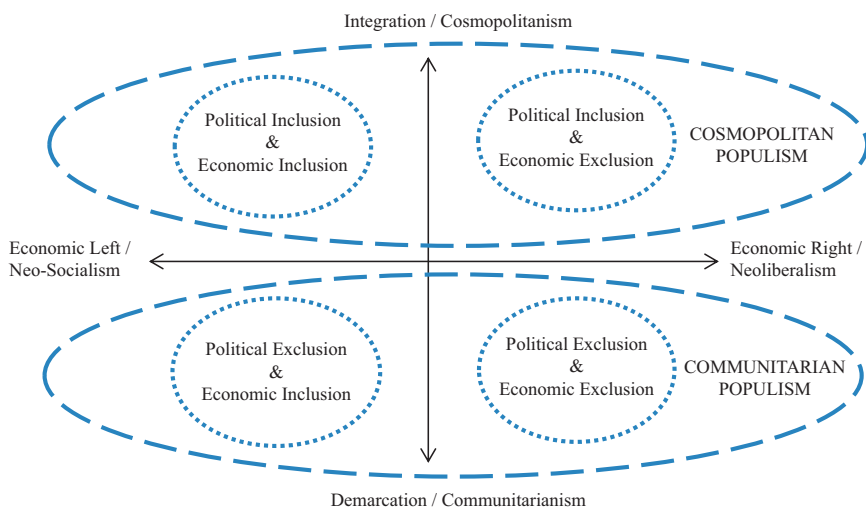 Integration / Cosmopolitanism
Political Inclusion
&
Economic Inclusion
Political Inclusion
&
Economic Exclusion
COSMOPOLITAN
POPULISM
Economic Left /
Neo-Socialism
Economic Right /
Neoliberalism
Political Exclusion
&
Economic Inclusion
Political Exclusion
&
Economic Exclusion
COMMUNITARIAN
POPULISM
Demarcation / Communitarianism